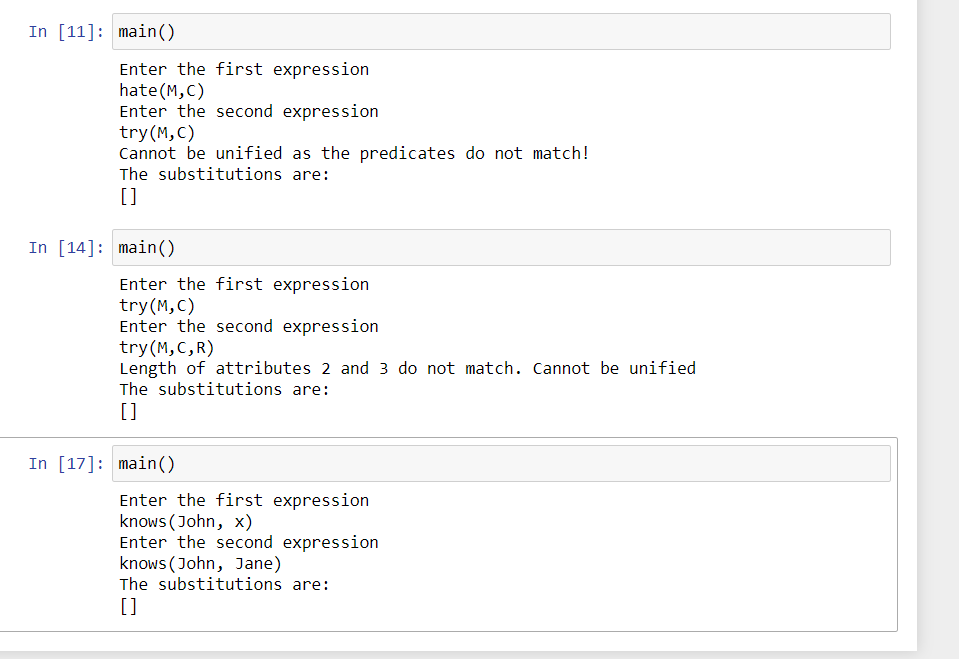 In [11]: main()
Enter the first expression
hate(M,C)
Enter the second expression
try(M,C)
Cannot be unified as the predicates do not match!
The substitutions are:
[]
In [14]: main()
Enter the first expression
try(M,C)
Enter the second expression
try(M,C,R)
Length of attributes 2 and 3 do not match. Cannot be unified
The substitutions are:
[]
In [17]: main()
Enter the first expression
knows(John, x)
Enter the second expression
knows(John, Jane)
The substitutions are:
[]